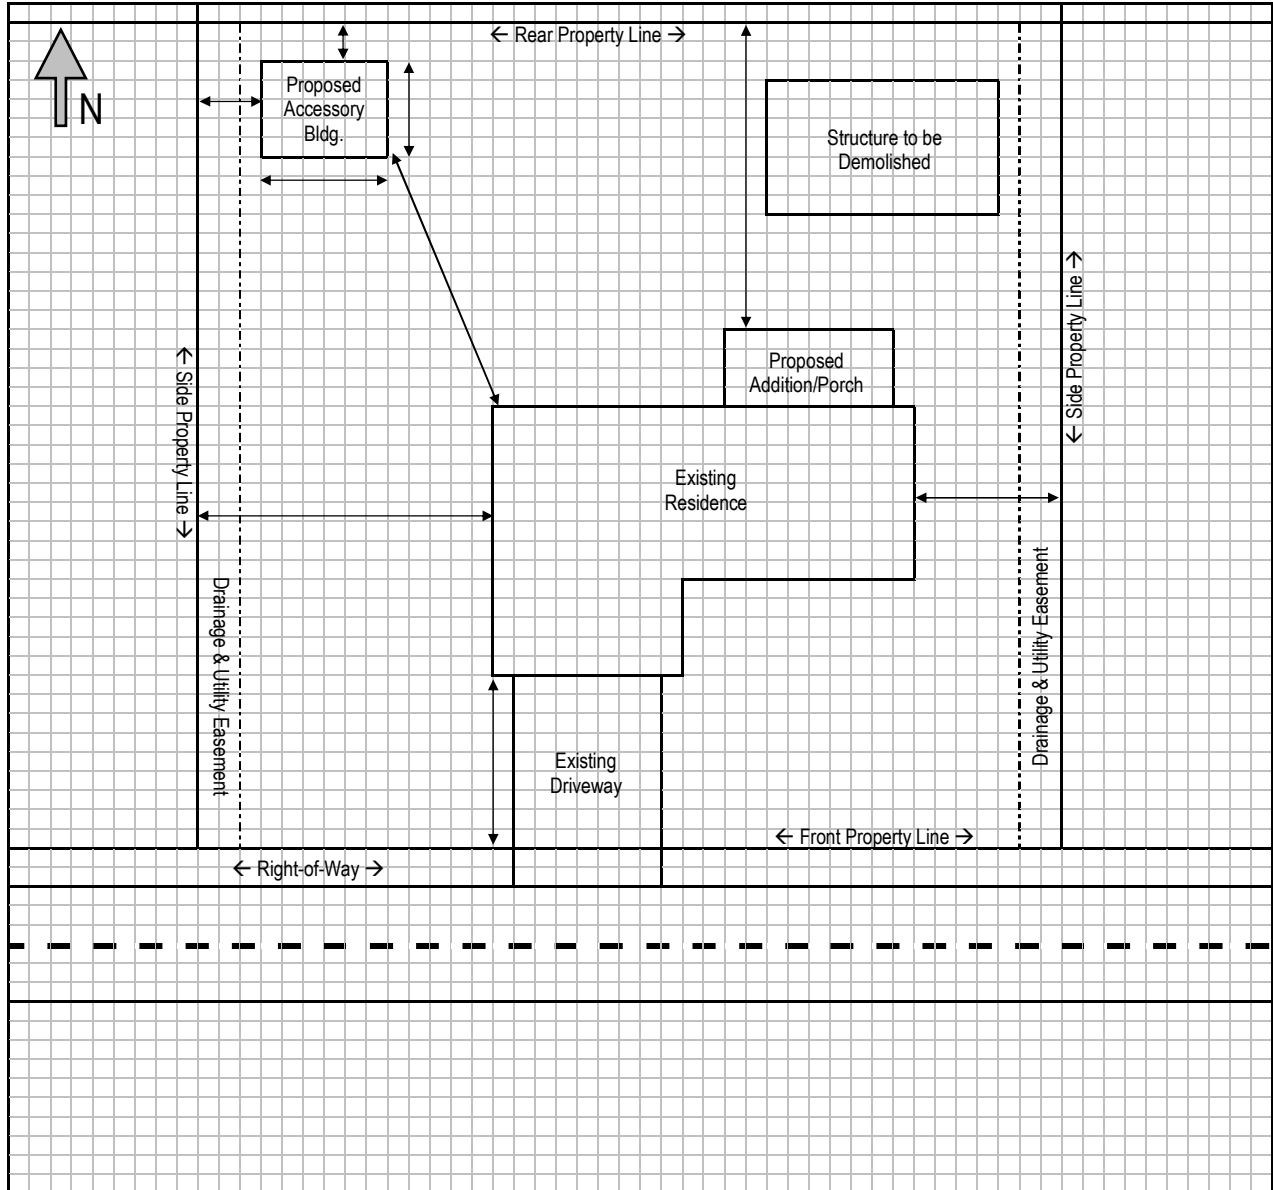 ← Rear Property Line →
N
Proposed
Accessory
Bldg.
Structure to be
Demolished
← Side Property Line →
← Side Property Line →
Proposed
Addition/Porch
Existing
Residence
Drainage & Utility Easement
Drainage & Utility Easement
Existing
Driveway
← Front Property Line →
← Right-of-Way →